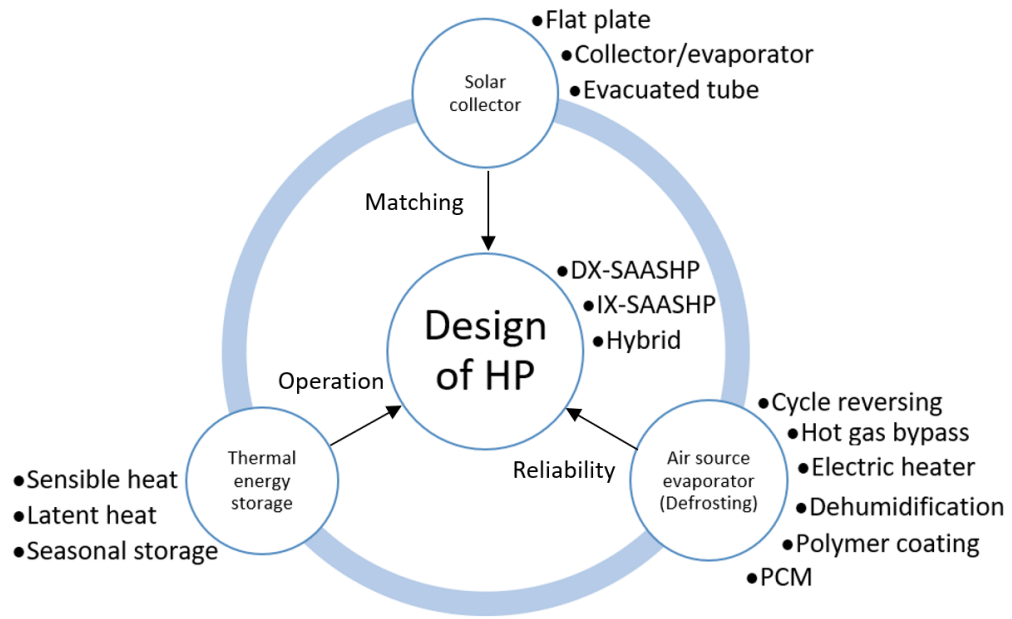 ●Flat plate
●Collector/evaporator
●Evacuated tube
Solar
collector
Matching
●DX-SAASHP
●IX-SAASHP
●Hybrid
Design
of HP
Operation
Reliability
Thermal
energy
storage
●Sensible heat
●Latent heat
●Seasonal storage
Air source
evaporator
(Defrosting)
●Cycle reversing
●Hot gas bypass
●Electric heater
●Dehumidification
●Polymer coating
●PCM